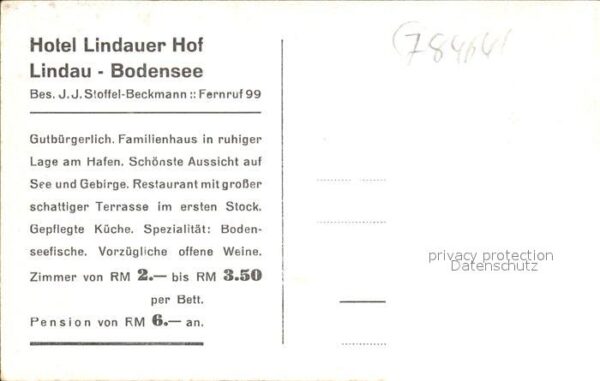 Hotel Lindauer Hof
Lindau - Bodensee
Bes. J. J. Stoffel-Beckmann :: Fernruf 99
Gutbürgerlich. Familienhaus in ruhiger
Lage am Hafen. Schönste Aussicht auf
See und Gebirge. Restaurant mit großer
schattiger Terrasse im ersten Stock.
Gepflegte Küche. Spezialität: Boden-
seefische. Vorzügliche offene Weine.
Zimmer von RM 2.— bis RM 3.50
per Bett.
Pension von RM 6.— an.
privacy protection
Datenschutz